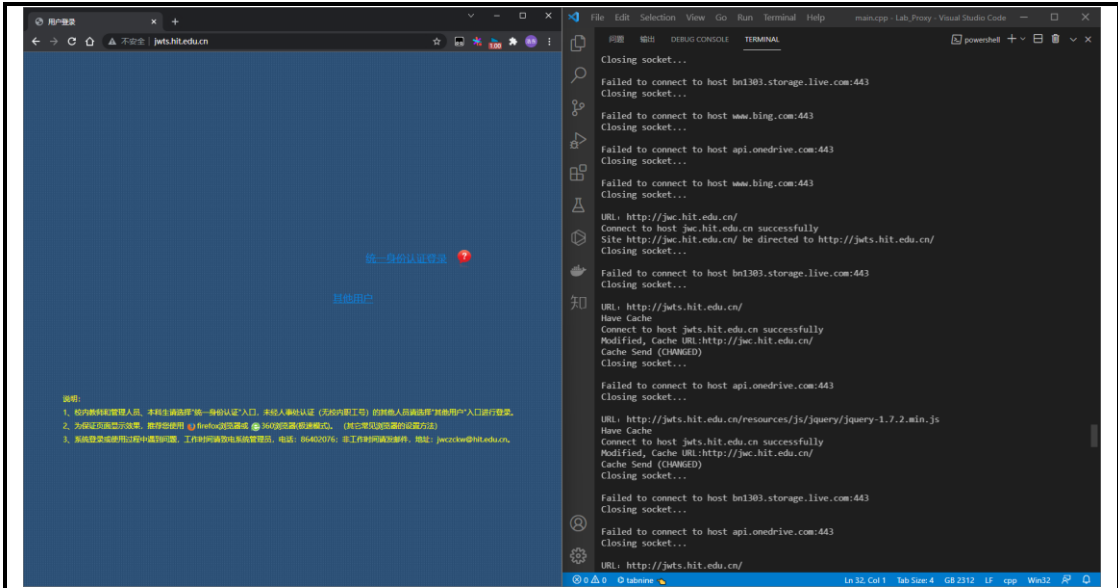 用户登录
不安全 | jwts.hit.edu.cn
1.00
统一身份认证登录
其他用户
说明:
1、校内教师和管理人员、本科生请选择"统一身份认证"入口，未经人事处认证（无校内职工号）的其他人员请选择"其他用户"入口进行登录。
2、为保证页面显示效果，推荐您使用 firefox浏览器或 360浏览器(极速模式)。 (其它常见浏览器的设置方法)
3、系统登录或使用过程中遇到问题，工作时间请致电系统管理员，电话：86402076；非工作时间请发邮件，地址：jwczckw@hit.edu.cn。
File Edit Selection View Go Run Terminal Help main.cpp - Lab_Proxy - Visual Studio Code
问题 输出 DEBUG CONSOLE TERMINAL powershell
Closing socket...
Failed to connect to host bn1303.storage.live.com:443
Closing socket...
Failed to connect to host www.bing.com:443
Closing socket...
Failed to connect to host api.onedrive.com:443
Closing socket...
Failed to connect to host www.bing.com:443
Closing socket...
URL: http://jwc.hit.edu.cn/
Connect to host jwc.hit.edu.cn successfully
Site http://jwc.hit.edu.cn/ be directed to http://jwts.hit.edu.cn/
Closing socket...
Failed to connect to host bn1303.storage.live.com:443
Closing socket...
URL: http://jwts.hit.edu.cn/
Have Cache
Connect to host jwts.hit.edu.cn successfully
Modified, Cache URL:http://jwc.hit.edu.cn/
Cache Send (CHANGED)
Closing socket...
Failed to connect to host api.onedrive.com:443
Closing socket...
URL: http://jwts.hit.edu.cn/resources/js/jquery/jquery-1.7.2.min.js
Have Cache
Connect to host jwts.hit.edu.cn successfully
Modified, Cache URL:http://jwc.hit.edu.cn/
Cache Send (CHANGED)
Closing socket...
Failed to connect to host bn1303.storage.live.com:443
Closing socket...
Failed to connect to host api.onedrive.com:443
Closing socket...
URL: http://jwts.hit.edu.cn/
知
0 0 tabnine Ln 32, Col 1 Tab Size: 4 GB 2312 LF cpp Win32